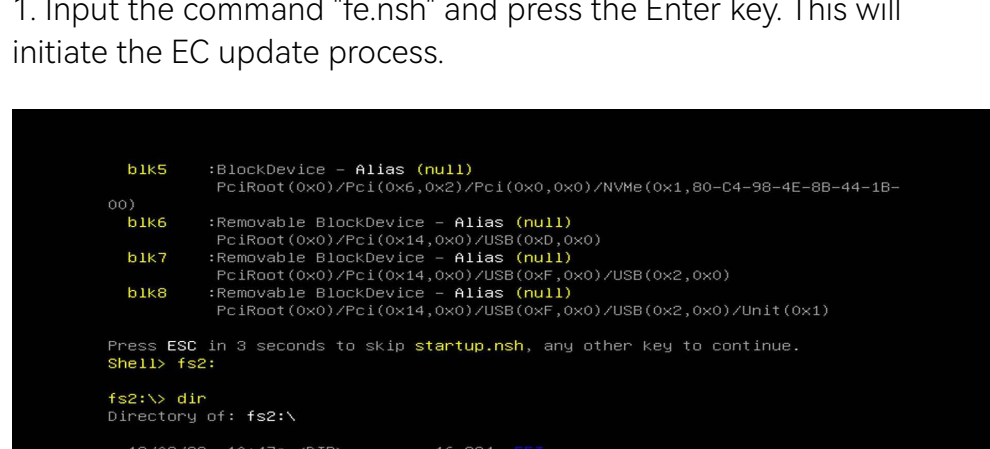 1. Input the command "fe.nsh" and press the Enter key. This will
initiate the EC update process.
blk5 :BlockDevice - Alias (null)
PciRoot(0x0)/Pci(0x6,0x2)/Pci(0x0,0x0)/NVMe(0x1,80-C4-98-4E-8B-44-1B-
00)
blk6 :Removable BlockDevice - Alias (null)
PciRoot(0x0)/Pci(0x14,0x0)/USB(0xD,0x0)
blk7 :Removable BlockDevice - Alias (null)
PciRoot(0x0)/Pci(0x14,0x0)/USB(0xF,0x0)/USB(0x2,0x0)
blk8 :Removable BlockDevice - Alias (null)
PciRoot(0x0)/Pci(0x14,0x0)/USB(0xF,0x0)/USB(0x2,0x0)/Unit(0x1)
Press ESC in 3 seconds to skip startup.nsh, any other key to continue.
Shell> fs2:
fs2:\> dir
Directory of: fs2:\